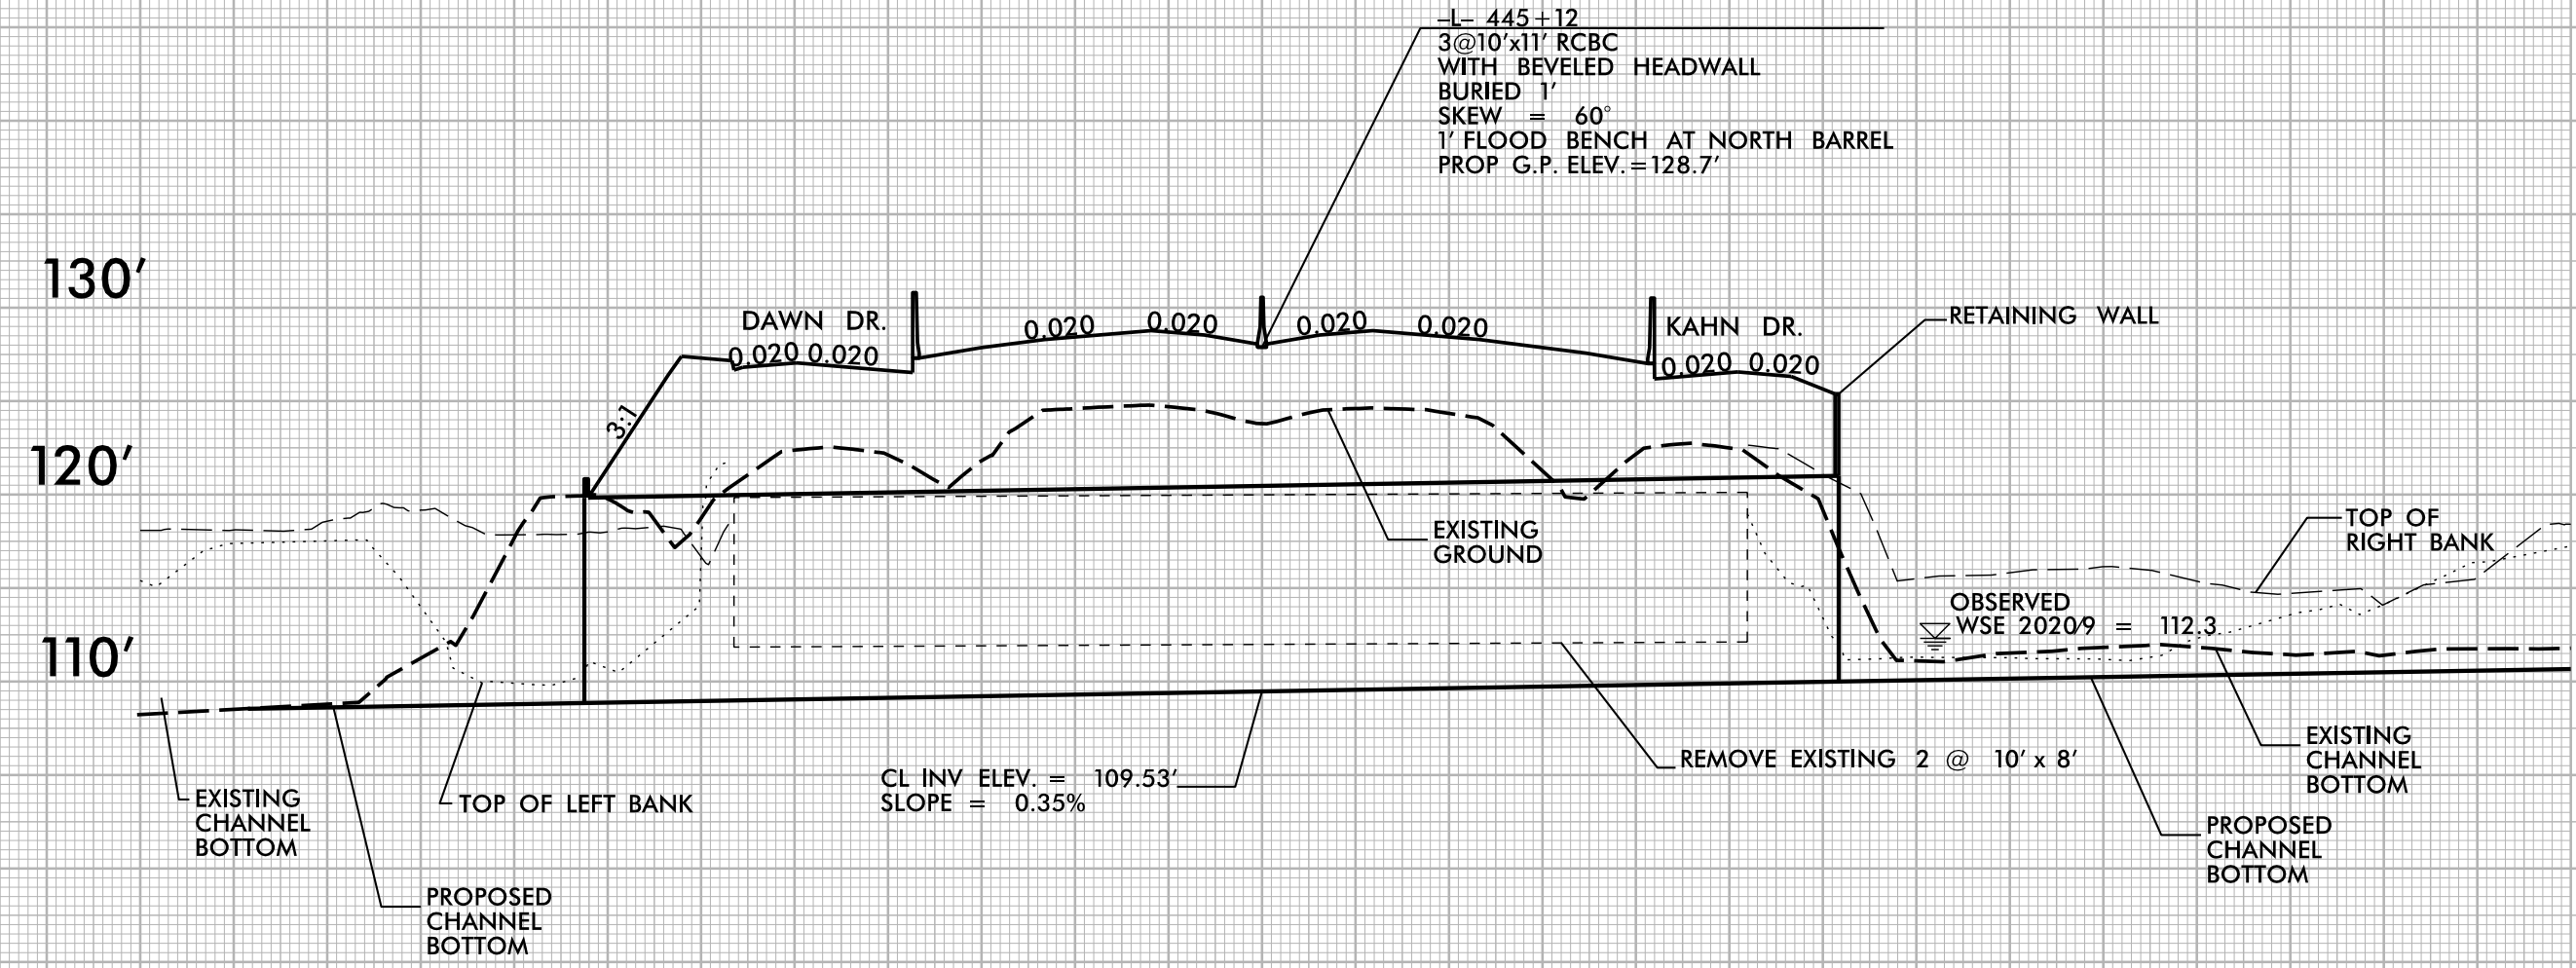 –L– 445+12
3@10'x11' RCBC
WITH BEVELED HEADWALL
BURIED 1'
SKEW = 60°
1' FLOOD BENCH AT NORTH BARREL
PROP G.P. ELEV.=128.7'
130'
120'
110'
DAWN DR.
0.020 0.020
0.020 0.020
0.020 0.020
KAHN DR.
0.020 0.020
RETAINING WALL
3:1
EXISTING
GROUND
TOP OF
RIGHT BANK
OBSERVED
WSE 2020/9 = 112.3
REMOVE EXISTING 2 @ 10' x 8'
CL INV ELEV. = 109.53'
SLOPE = 0.35%
EXISTING
CHANNEL
BOTTOM
TOP OF LEFT BANK
PROPOSED
CHANNEL
BOTTOM
EXISTING
CHANNEL
BOTTOM
PROPOSED
CHANNEL
BOTTOM